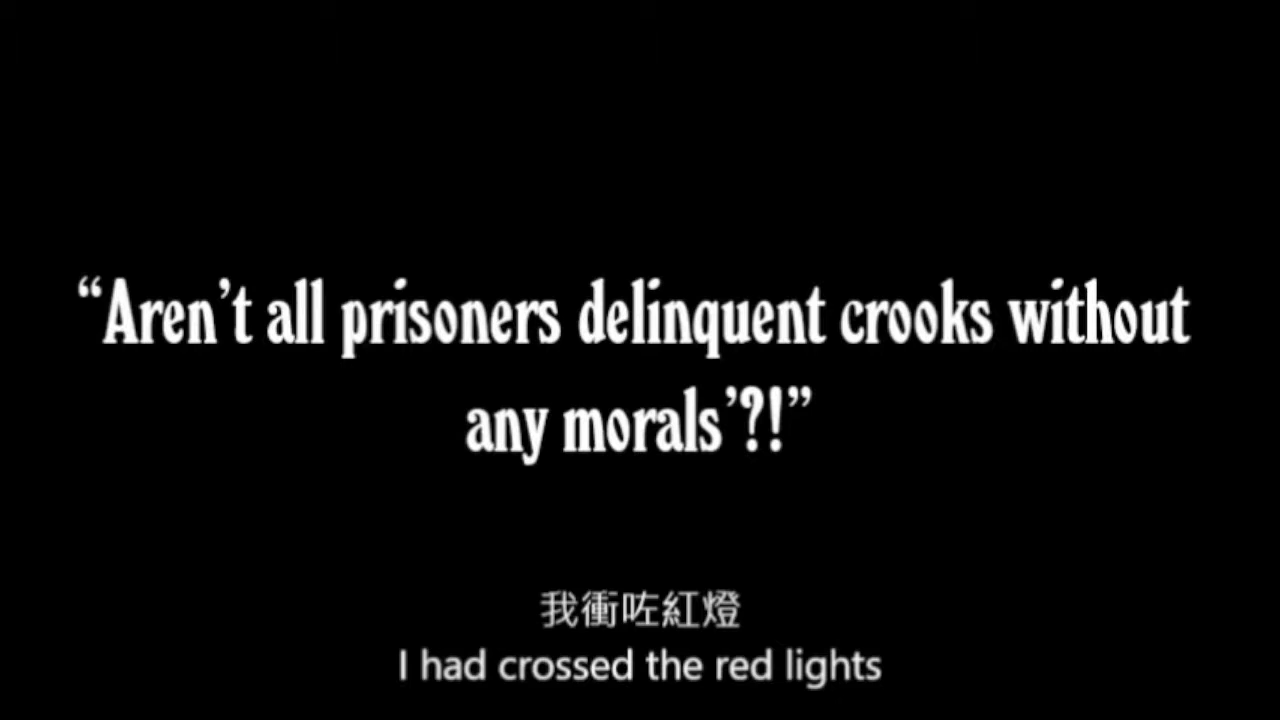 “Aren’t all prisoners delinquent crooks without
any morals’?!”
我衝咗紅燈
I had crossed the red lights